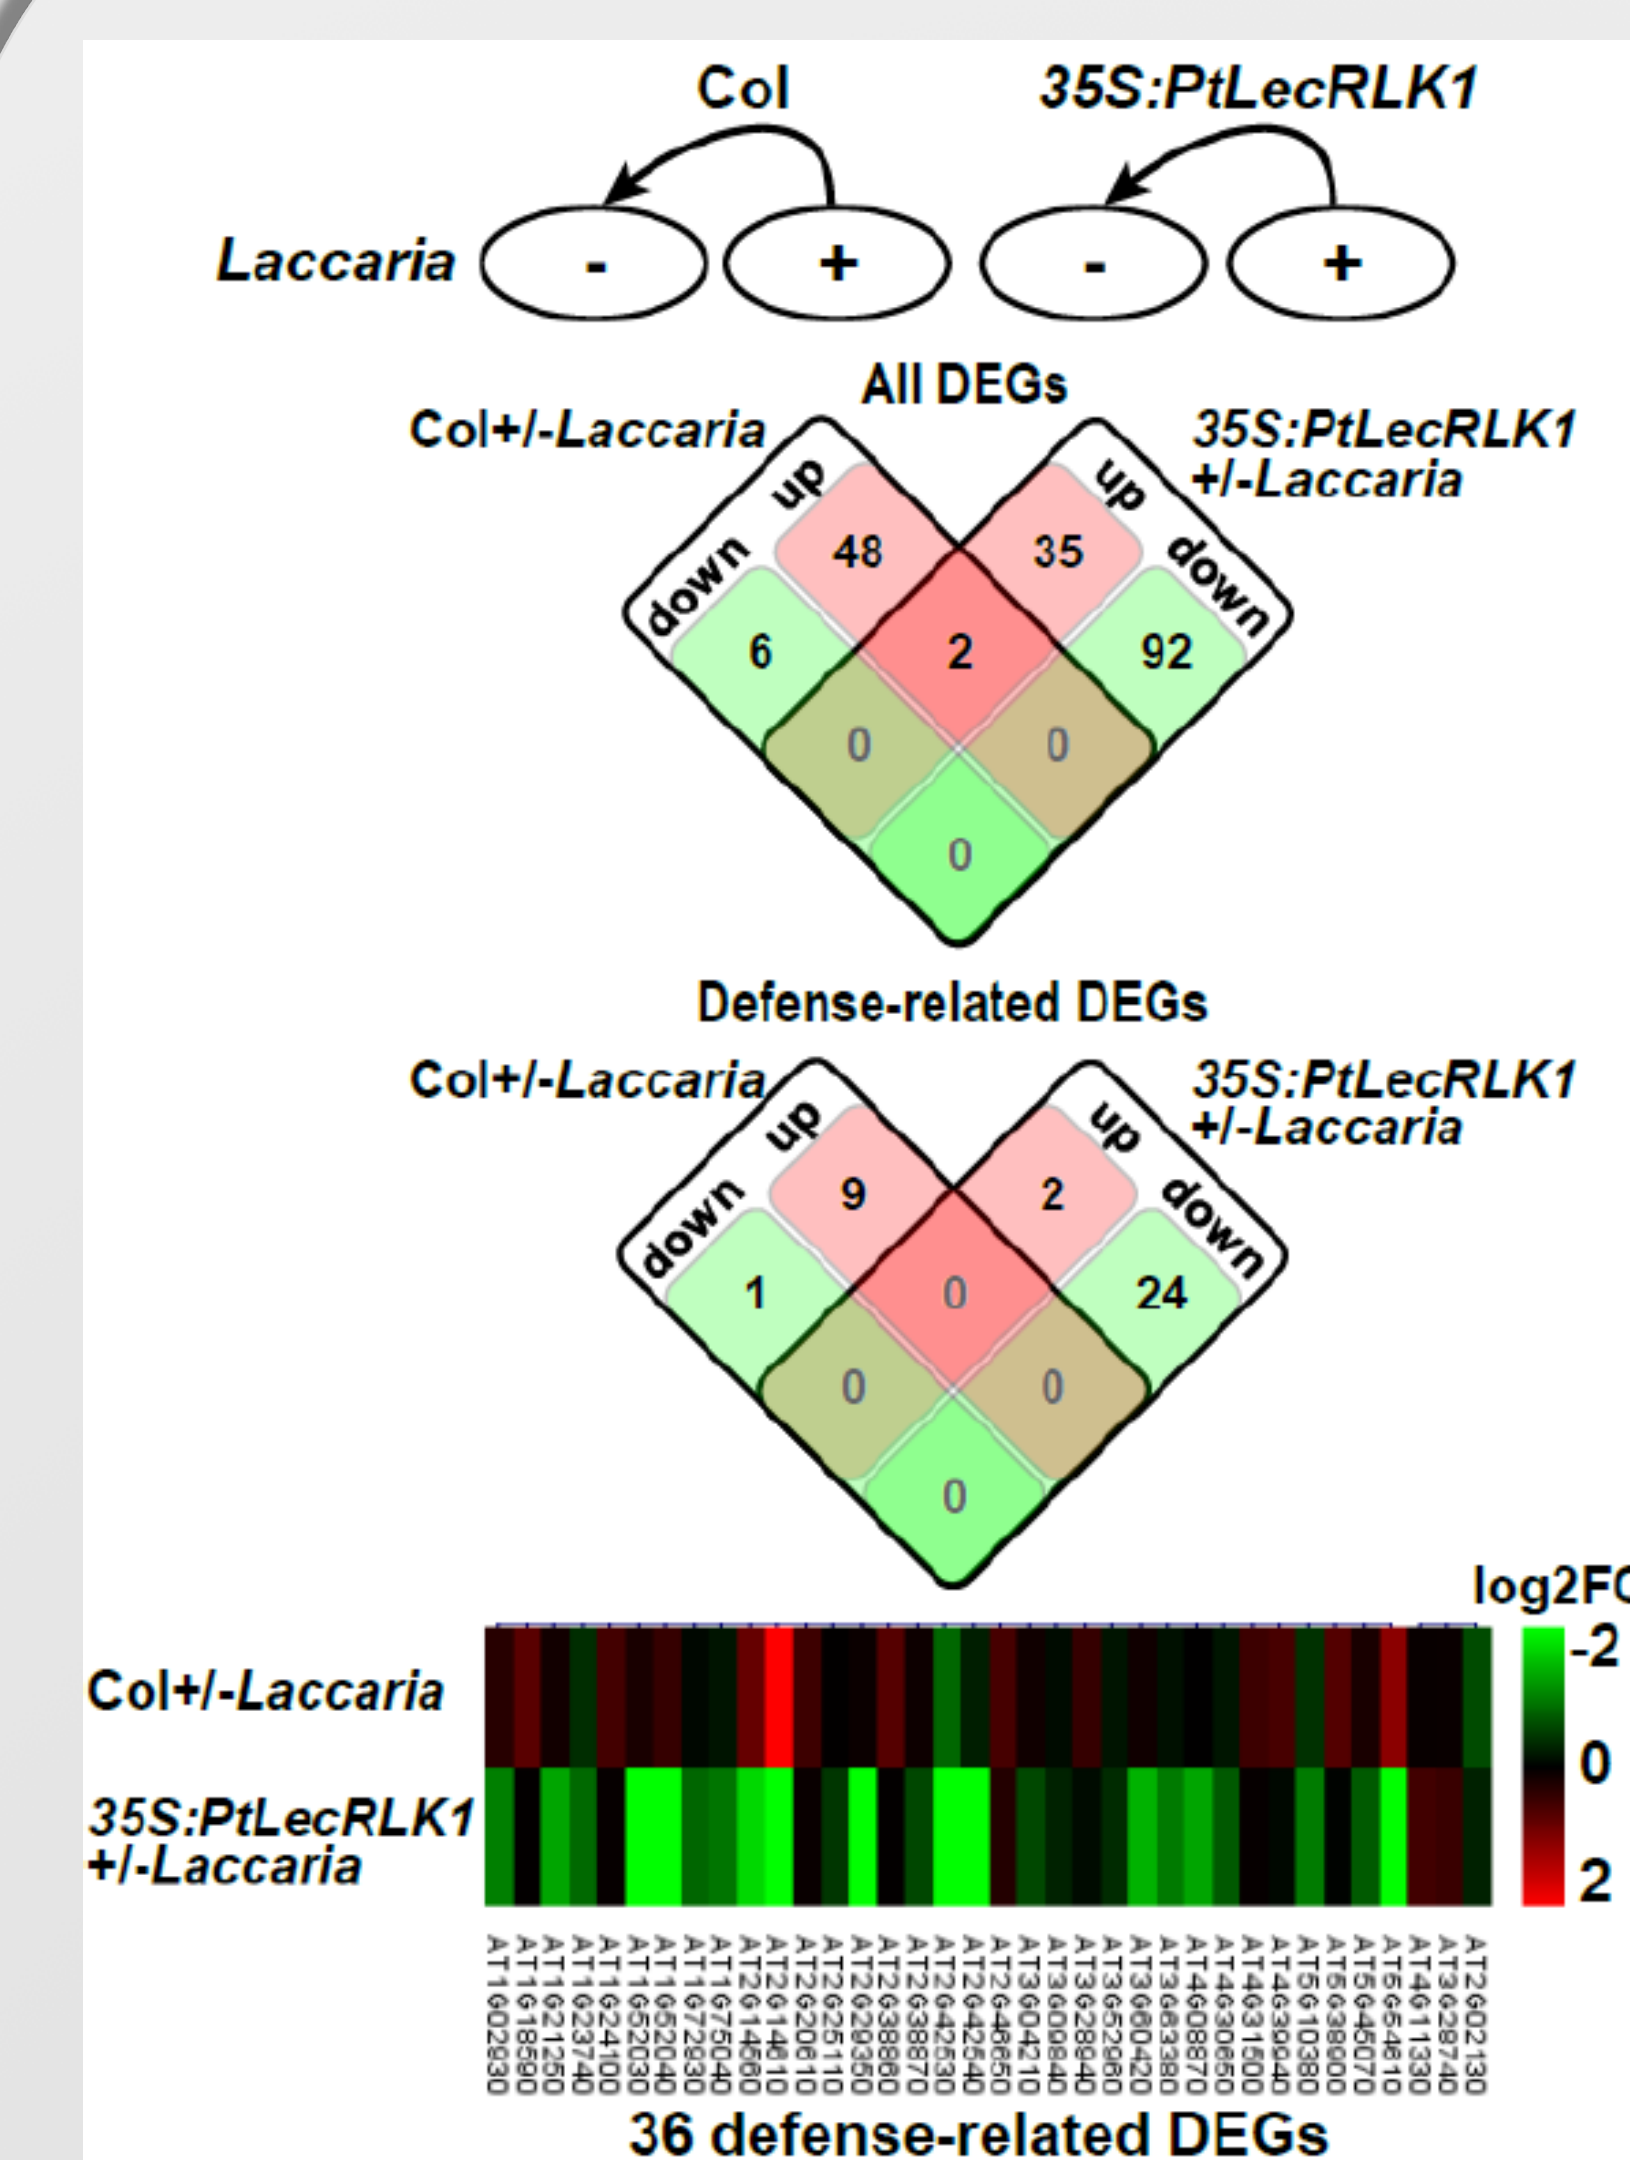 Col 35S:PtLecRLK1
Laccaria - + - +
All DEGs
Col+/-Laccaria
35S:PtLecRLK1
+/-Laccaria
up up
down down
48 35
6 2 92
0 0
0
Defense-related DEGs
Col+/-Laccaria
35S:PtLecRLK1
+/-Laccaria
up up
down down
9 2
1 0 24
0 0
0
log2FC
-2
0
2
Col+/-Laccaria
35S:PtLecRLK1
+/-Laccaria
AT1G02930
AT1G18590
AT1G21250
AT1G23740
AT1G24100
AT1G52030
AT1G52040
AT1G72930
AT1G75040
AT2G14560
AT2G14610
AT2G20610
AT2G25110
AT2G29350
AT2G38860
AT2G38870
AT2G42530
AT2G42540
AT2G46650
AT3G04210
AT3G09840
AT3G28940
AT3G52960
AT3G60420
AT3G63380
AT4G08870
AT4G30650
AT4G31500
AT4G39940
AT5G10380
AT5G38900
AT5G45070
AT5G54610
AT4G11330
AT3G28740
AT2G02130
36 defense-related DEGs